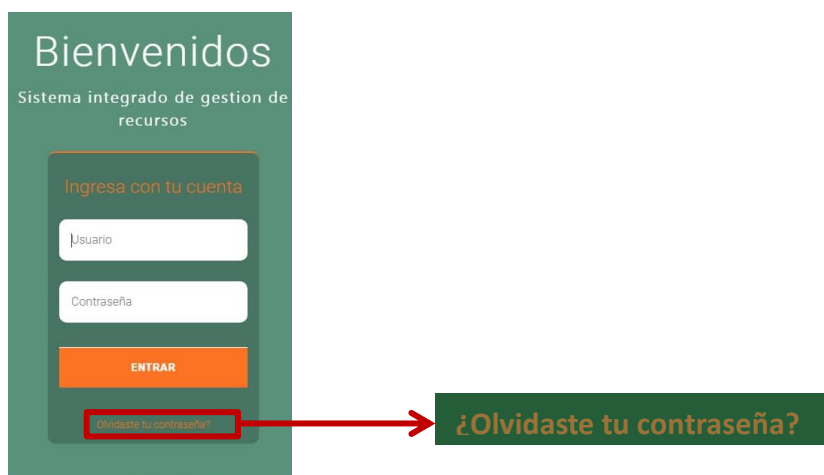 Bienvenidos
Sistema integrado de gestion de
recursos
Ingresa con tu cuenta
Usuario
Contraseña
ENTRAR
Olvidaste tu contraseña?
¿Olvidaste tu contraseña?